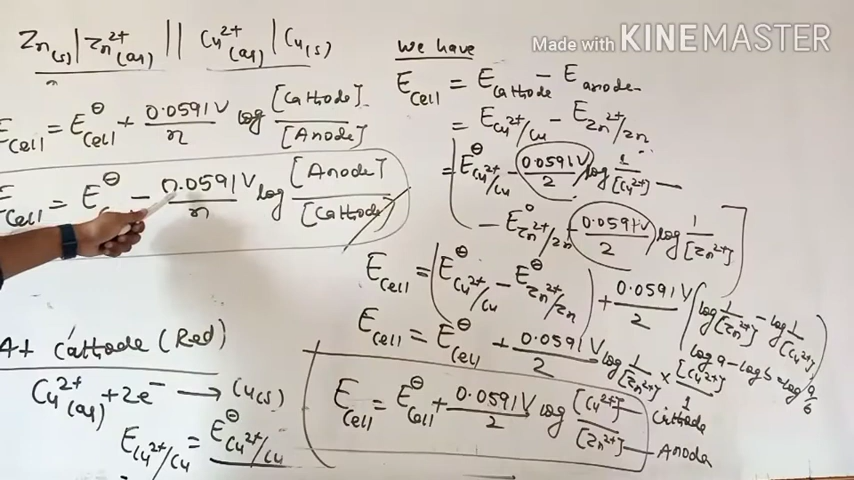 Zn(s)|Zn²⁺(aq) || Cu²⁺(aq)|Cu(s)
Ecell = E⊖cell + 0.0591V/n log [Cathode]/[Anode]
Ecell = E⊖ - 0.0591V/n log [Anode]/[Cathode]
At Cathode (Red)
Cu²⁺(aq) + 2e⁻ → Cu(s)
E Cu²⁺/Cu = E⊖ Cu²⁺/Cu
we have
Made with KINEMASTER
Ecell = Ecathode - Eanode
= E Cu²⁺/Cu - E Zn²⁺/Zn
= E⊖ Cu²⁺/Cu - 0.0591V/2 log 1/[Cu²⁺] —
- E⊖ Zn²⁺/Zn - 0.0591V/2 log 1/[Zn²⁺]
Ecell = (E⊖ Cu²⁺/Cu - E⊖ Zn²⁺/Zn) + 0.0591V/2 (log 1/[Zn²⁺] - log 1/[Cu²⁺])
log a - log b = log a/b
Ecell = E⊖cell + 0.0591V/2 log 1/[Zn²⁺] × [Cu²⁺]/1
Ecell = E⊖cell + 0.0591V/2 log [Cu²⁺]/[Zn²⁺]
Cathode
Anode